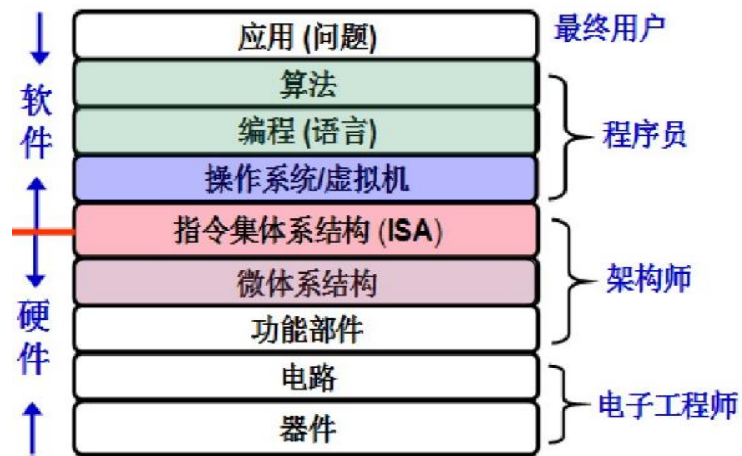 应用 (问题)
最终用户
算法
编程 (语言)
操作系统/虚拟机
程序员
软件
指令集体系结构 (ISA)
微体系结构
功能部件
架构师
硬件
电路
器件
电子工程师